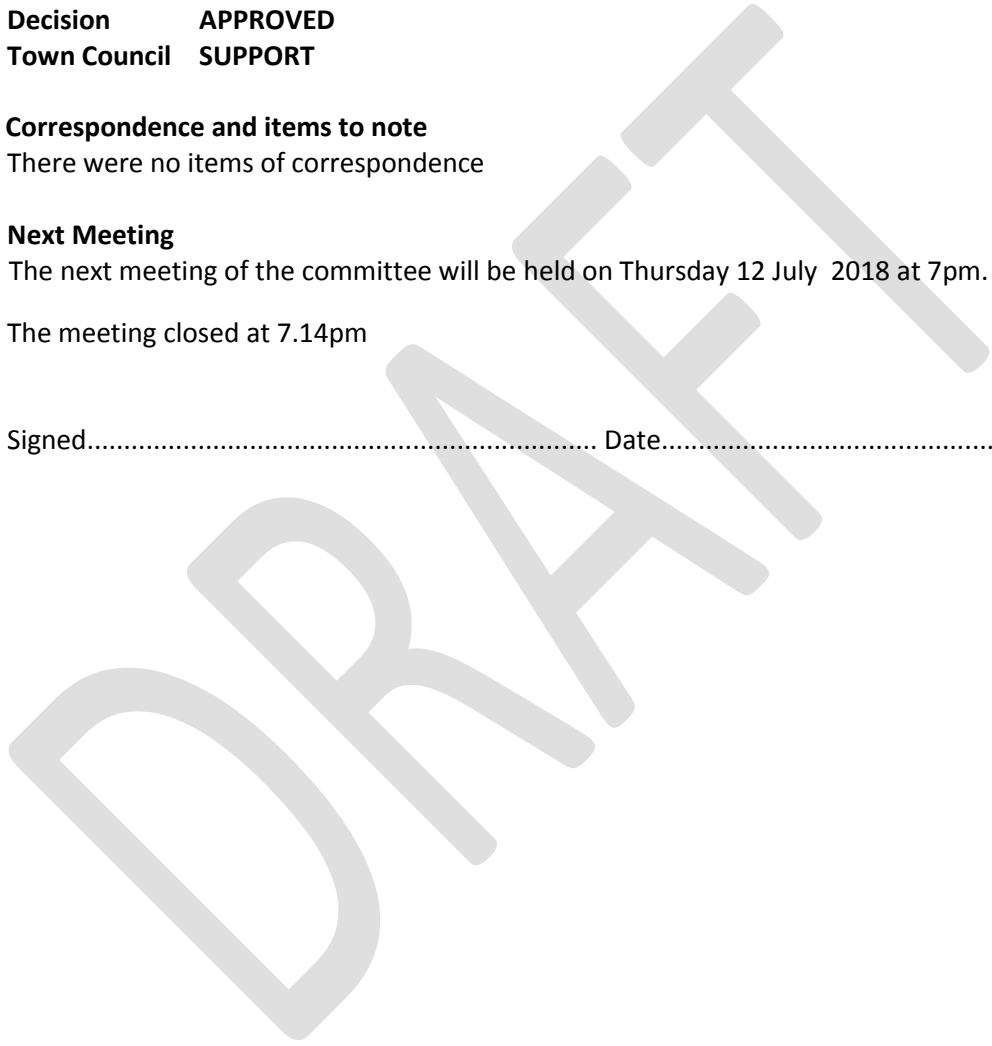 Decision APPROVED
Town Council SUPPORT
Correspondence and items to note
There were no items of correspondence
Next Meeting
The next meeting of the committee will be held on Thursday 12 July  2018 at 7pm.
The meeting closed at 7.14pm
Signed..................................................................... Date.............................................
DRAFT